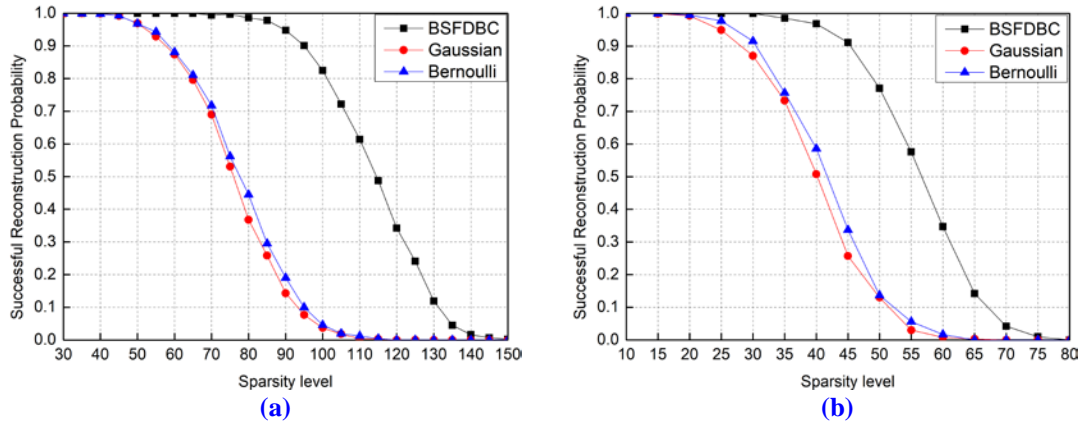 1.0
0.9
0.8
0.7
0.6
0.5
0.4
0.3
0.2
0.1
0.0
Successful Reconstruction Probability
BSFDBC
Gaussian
Bernoulli
30 40 50 60 70 80 90 100 110 120 130 140 150
Sparsity level
(a)
1.0
0.9
0.8
0.7
0.6
0.5
0.4
0.3
0.2
0.1
0.0
Successful Reconstruction Probability
BSFDBC
Gaussian
Bernoulli
10 15 20 25 30 35 40 45 50 55 60 65 70 75 80
Sparsity level
(b)